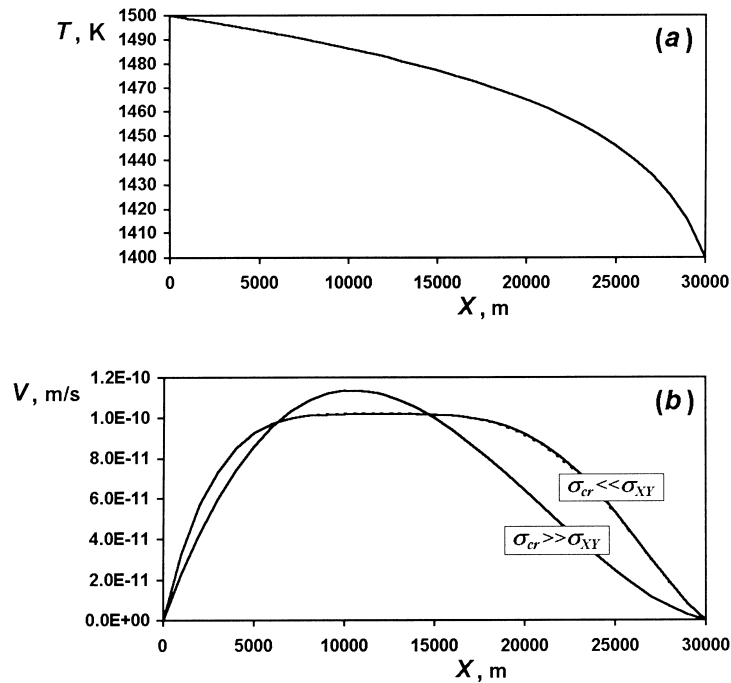 1500
T, K
(a)
1490
1480
1470
1460
1450
1440
1430
1420
1410
1400
0 5000 10000 15000 20000 25000 30000
X, m
1.2E-10
V, m/s
(b)
1.0E-10
8.0E-11
σcr<<σXY
6.0E-11
σcr>>σXY
4.0E-11
2.0E-11
0.0E+00
0 5000 10000 15000 20000 25000 30000
X, m